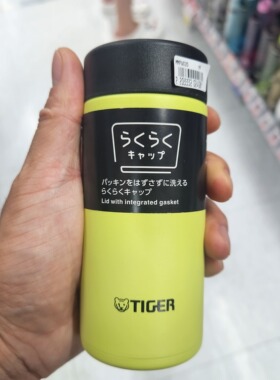 らくらく
キャップ
パッキンをはずさずに洗える
らくらくキャップ
Lid with integrated gasket
TIGER